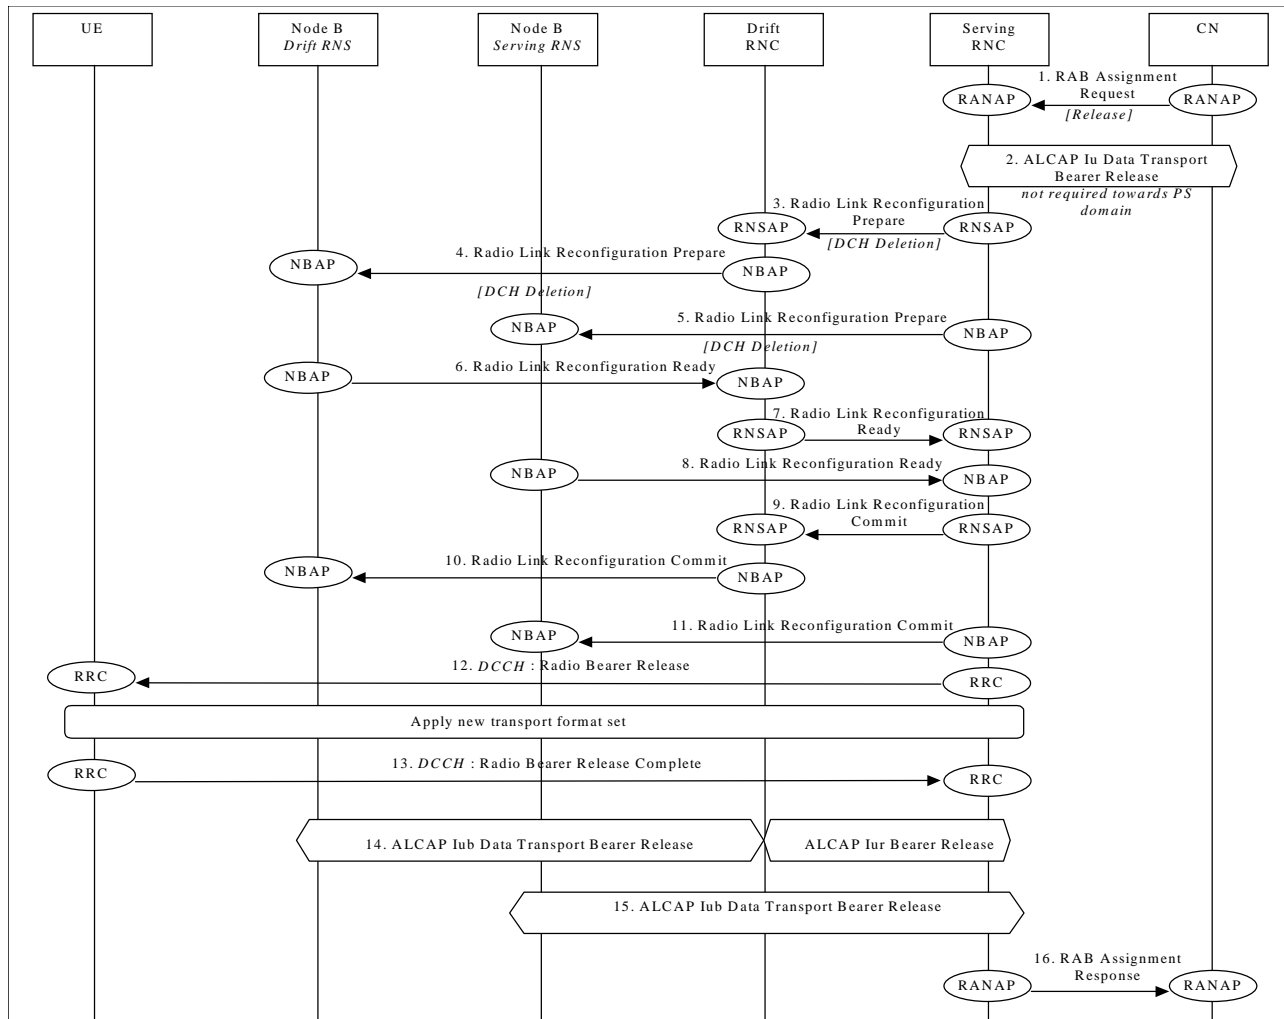 UE
Node B
Drift RNS
Node B
Serving RNS
Drift
RNC
Serving
RNC
CN
1. RAB Assignment
Request
RANAP
RANAP
[Release]
2. ALCAP Iu Data Transport
Bearer Release
not required towards PS
domain
3. Radio Link Reconfiguration
Prepare
RNSAP
RNSAP
[DCH Deletion]
4. Radio Link Reconfiguration Prepare
NBAP
NBAP
[DCH Deletion]
5. Radio Link Reconfiguration Prepare
NBAP
NBAP
[DCH Deletion]
6. Radio Link Reconfiguration Ready
NBAP
NBAP
7. Radio Link Reconfiguration
Ready
RNSAP
RNSAP
8. Radio Link Reconfiguration Ready
NBAP
NBAP
9. Radio Link Reconfiguration
Commit
RNSAP
RNSAP
10. Radio Link Reconfiguration Commit
NBAP
NBAP
11. Radio Link Reconfiguration Commit
NBAP
NBAP
12. DCCH : Radio Bearer Release
RRC
RRC
Apply new transport format set
13. DCCH : Radio Bearer Release Complete
RRC
RRC
14. ALCAP Iub Data Transport Bearer Release
ALCAP Iur Bearer Release
15. ALCAP Iub Data Transport Bearer Release
16. RAB Assignment
Response
RANAP
RANAP